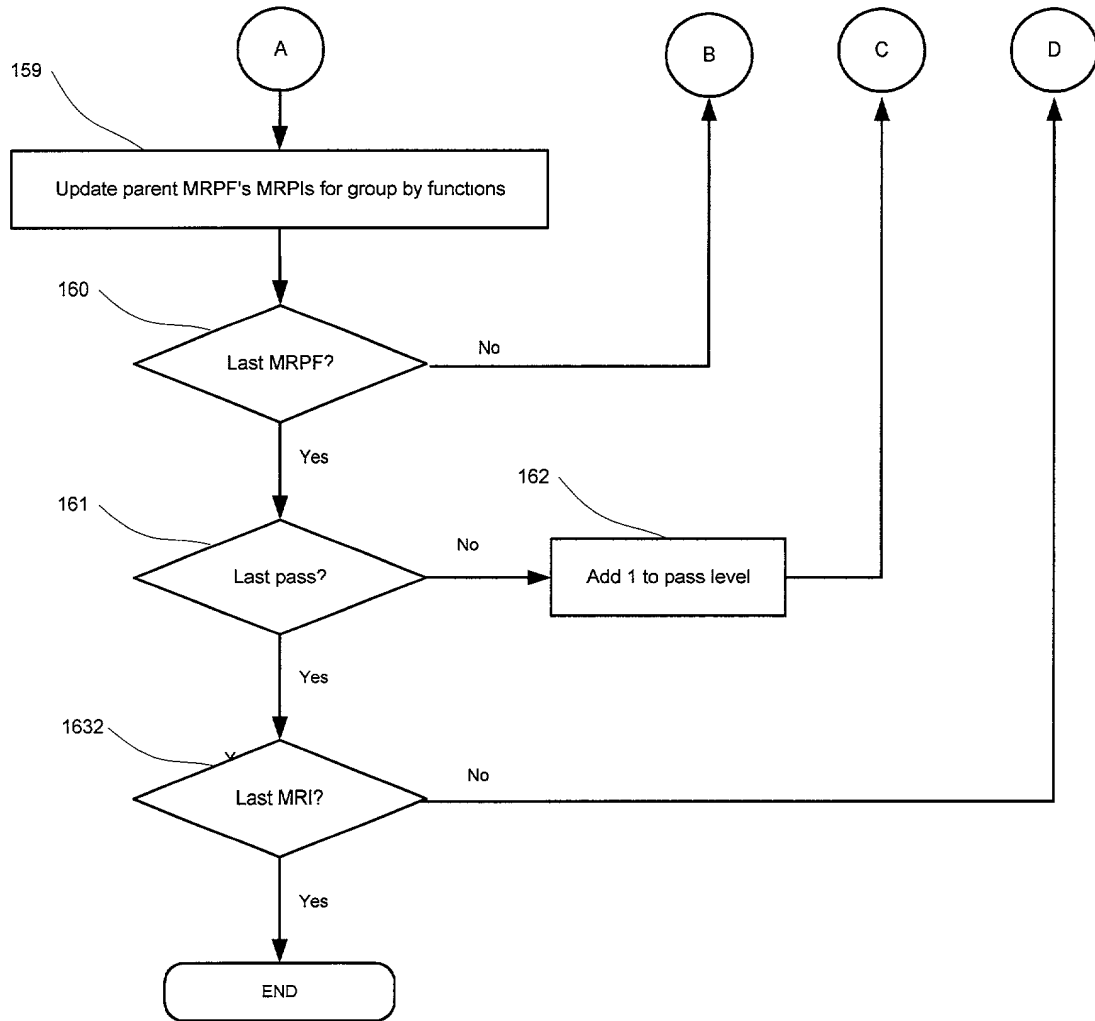 A
B
C
D
159
Update parent MRPF's MRPIs for group by functions
160
Last MRPF?
No
Yes
161
162
Last pass?
No
Add 1 to pass level
Yes
1632
Last MRI?
No
Yes
END